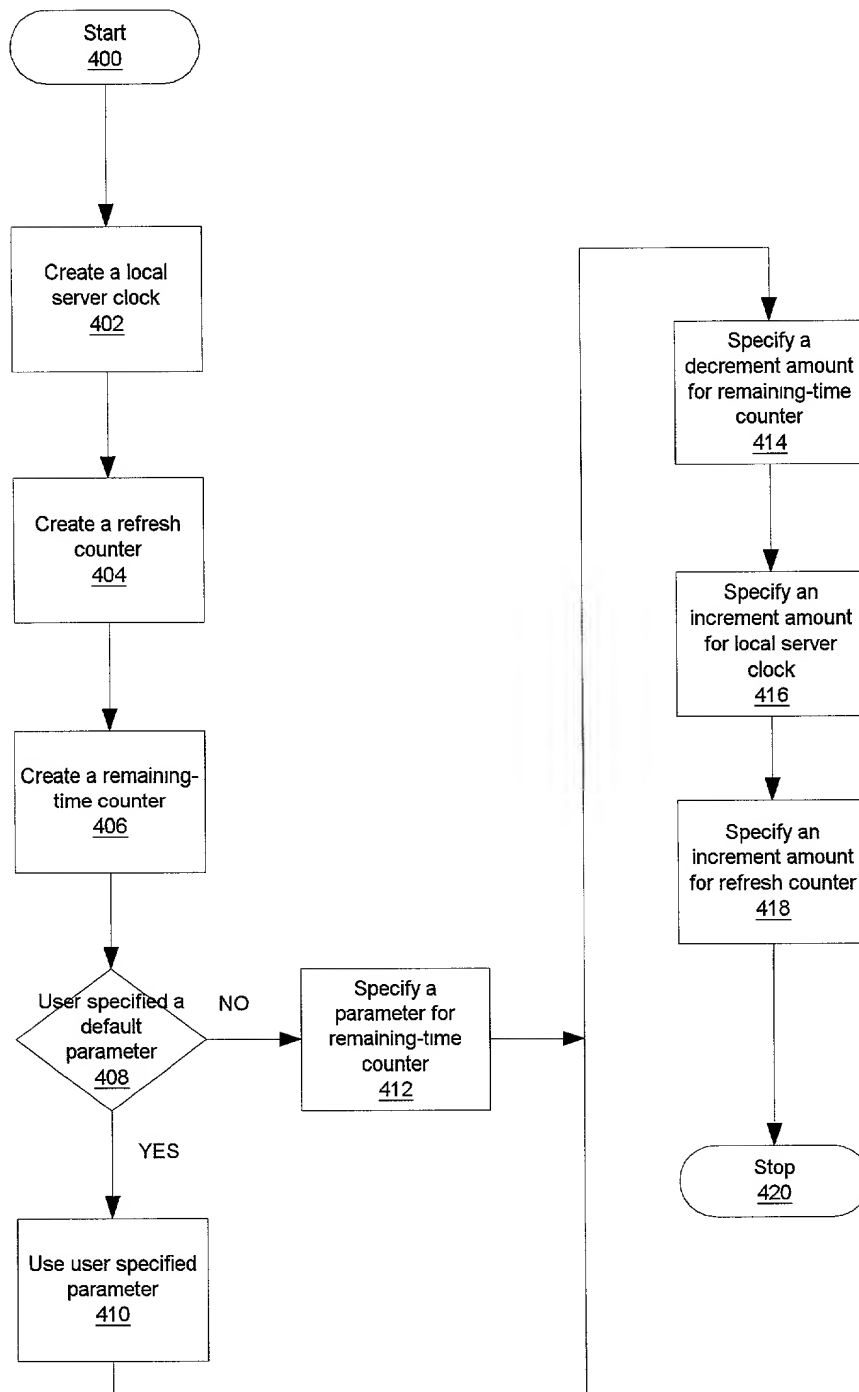 Start
400
Create a local
server clock
402
Create a refresh
counter
404
Create a remaining-
time counter
406
User specified a
default
parameter
408
NO
YES
Use user specified
parameter
410
Specify a
parameter for
remaining-time
counter
412
Specify a
decrement amount
for remaining-time
counter
414
Specify an
increment amount
for local server
clock
416
Specify an
increment amount
for refresh counter
418
Stop
420